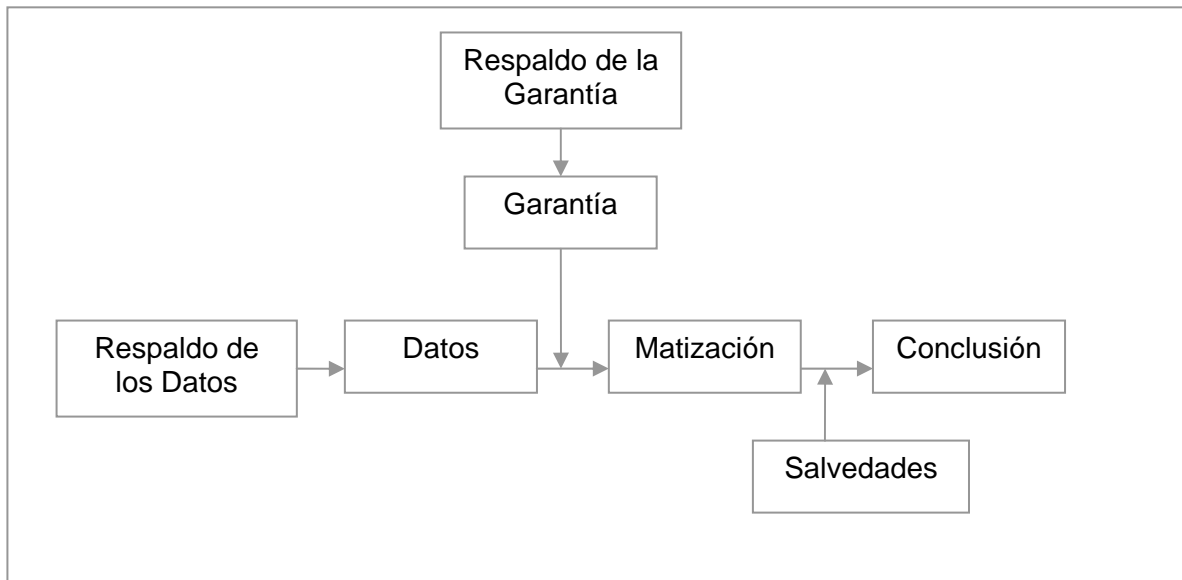 Respaldo de la
Garantía
Garantía
Respaldo de
los Datos
Datos
Matización
Conclusión
Salvedades